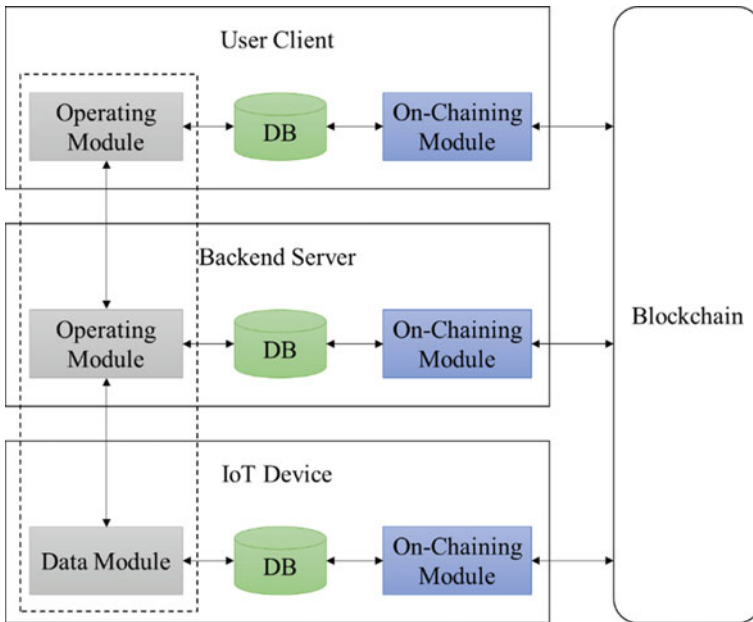 User Client
Operating
Module
DB
On-Chaining
Module
Backend Server
Operating
Module
DB
On-Chaining
Module
Blockchain
IoT Device
Data Module
DB
On-Chaining
Module